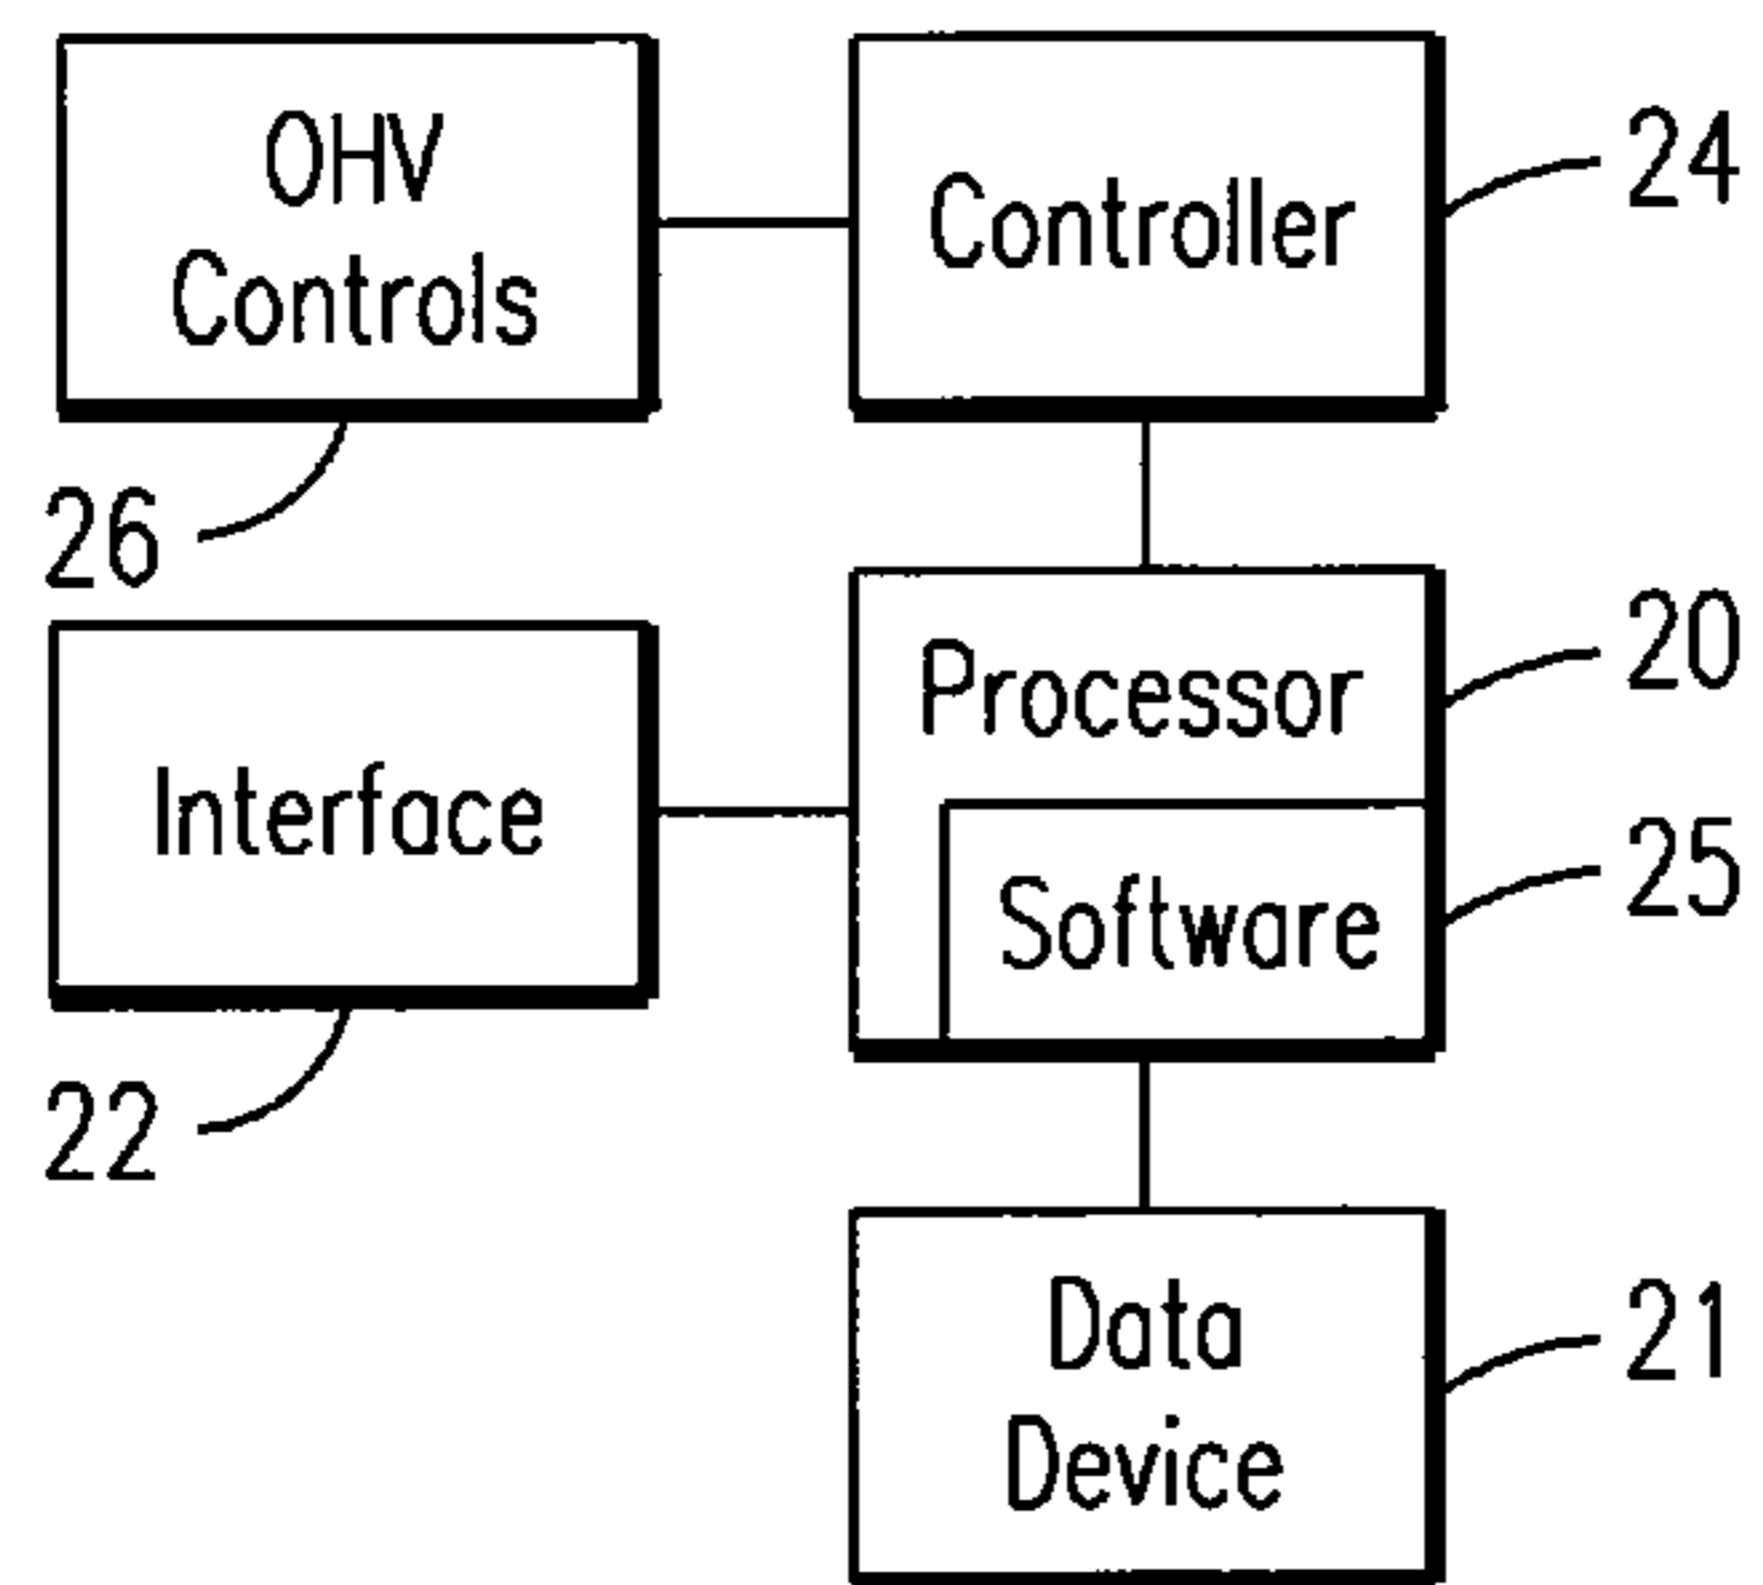 OHV
Controls
Controller
24
26
Processor
20
Interface
Software
25
22
Data
Device
21